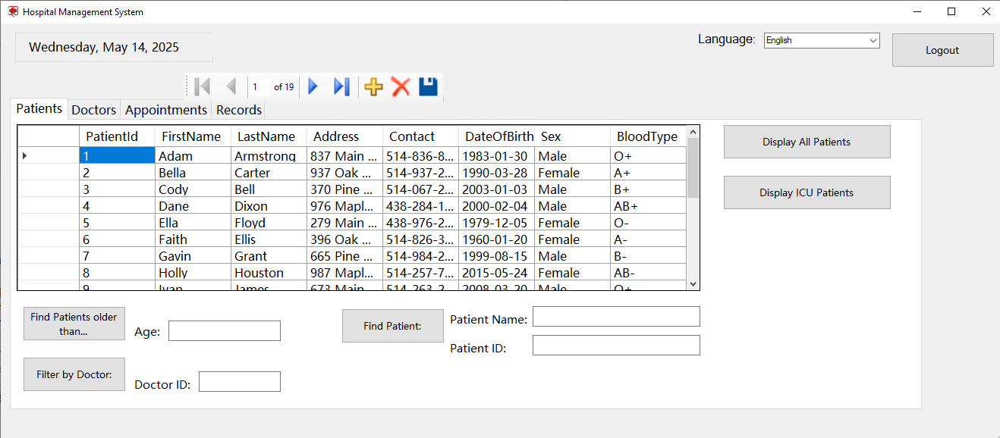 Hospital Management System
Wednesday, May 14, 2025
Language: English
Logout
1 of 19
Patients Doctors Appointments Records
PatientId FirstName LastName Address Contact DateOfBirth Sex BloodType
1 Adam Armstrong 837 Main ... 514-836-8... 1983-01-30 Male O+
2 Bella Carter 937 Oak ... 514-937-2... 1990-03-28 Female A+
3 Cody Bell 370 Pine ... 514-067-2... 2003-01-03 Male B+
4 Dane Dixon 976 Mapl... 438-284-1... 2000-02-04 Male AB+
5 Ella Floyd 279 Main ... 438-976-2... 1979-12-05 Female O-
6 Faith Ellis 396 Oak ... 514-826-3... 1960-01-20 Female A-
7 Gavin Grant 665 Pine ... 514-984-2... 1999-08-15 Male B-
8 Holly Houston 987 Mapl... 514-257-7... 2015-05-24 Female AB-
9 Ivan James 673 Main ... 514-263-2... 2008-03-20 Male O+
Display All Patients
Display ICU Patients
Find Patients older
than...
Age:
Find Patient:
Patient Name:
Patient ID:
Filter by Doctor:
Doctor ID: